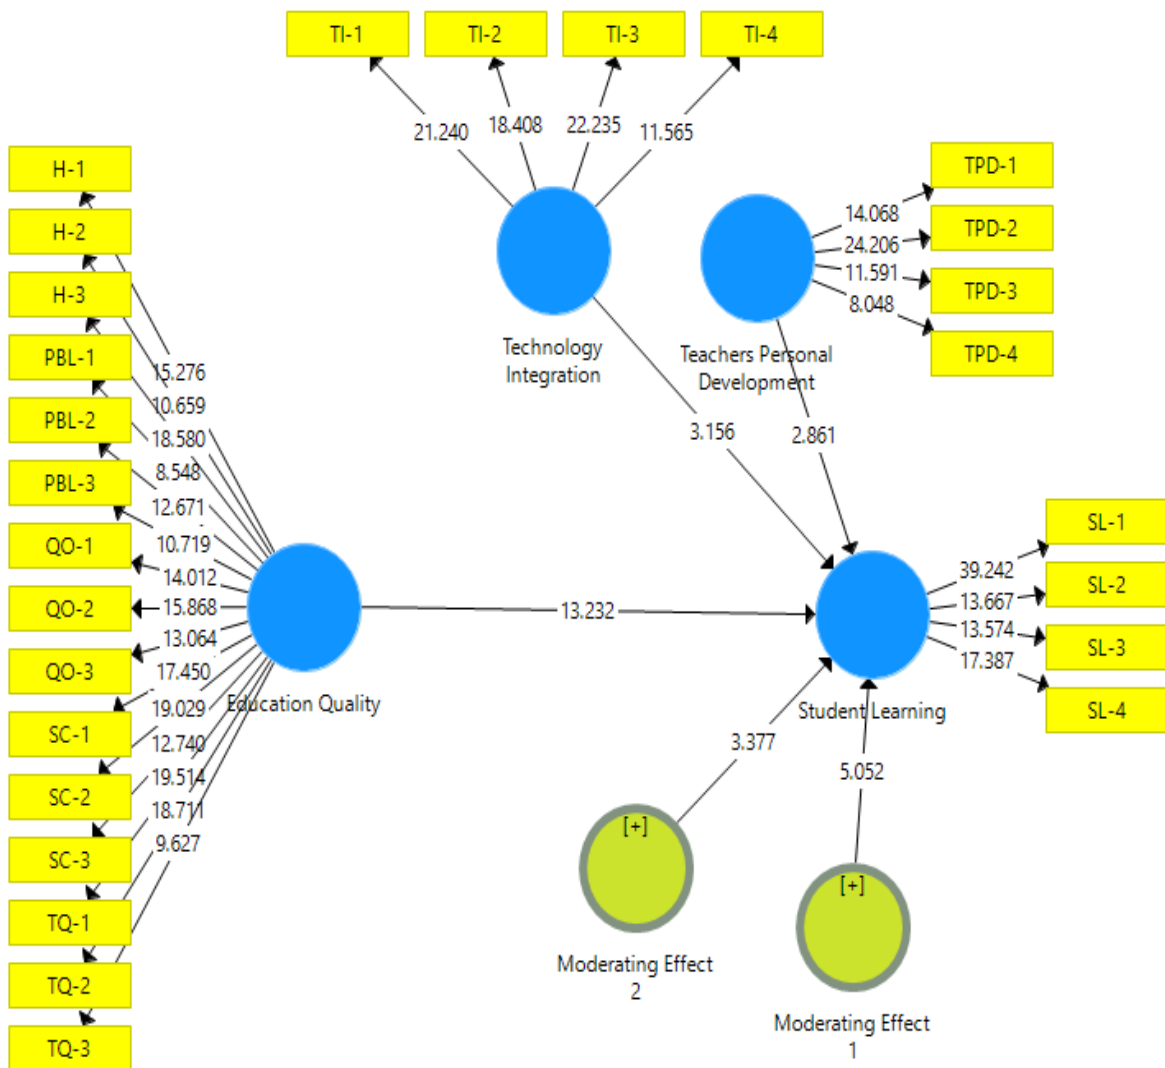 TI-1
TI-2
TI-3
TI-4
21.240
18.408
22.235
11.565
Technology
Integration
TPD-1
TPD-2
TPD-3
TPD-4
14.068
24.206
11.591
8.048
Teachers Personal
Development
3.156
2.861
H-1
H-2
H-3
PBL-1
PBL-2
PBL-3
QO-1
QO-2
QO-3
SC-1
SC-2
SC-3
TQ-1
TQ-2
TQ-3
15.276
10.659
18.580
8.548
12.671
10.719
14.012
15.868
13.064
17.450
19.029
12.740
19.514
18.711
9.627
Education Quality
13.232
Student Learning
SL-1
SL-2
SL-3
SL-4
39.242
13.667
13.574
17.387
3.377
5.052
[+]
Moderating Effect
2
[+]
Moderating Effect
1